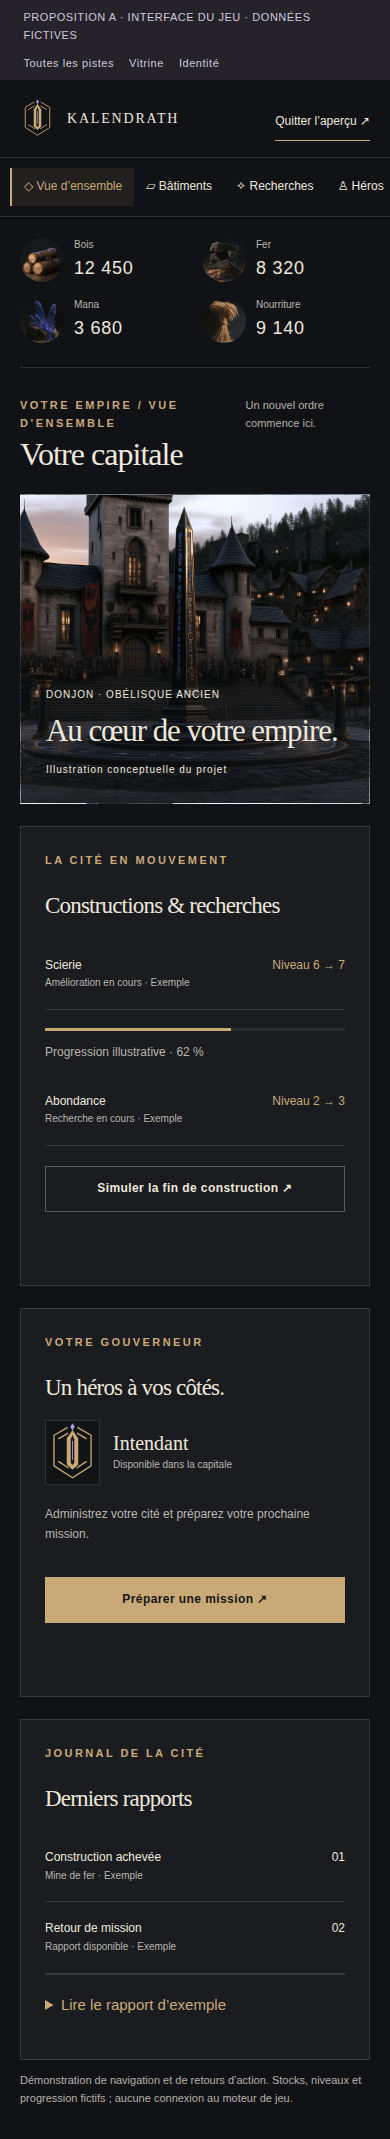 PROPOSITION A · INTERFACE DU JEU · DONNÉES
FICTIVES
Toutes les pistes Vitrine Identité
KALENDRATH
Quitter l’aperçu ↗
◇ Vue d’ensemble ▱ Bâtiments ✧ Recherches ♙ Héros
Bois
12 450
Fer
8 320
Mana
3 680
Nourriture
9 140
VOTRE EMPIRE / VUE
D’ENSEMBLE
Un nouvel ordre
commence ici.
Votre capitale
DONJON · OBÉLISQUE ANCIEN
Au cœur de votre empire.
Illustration conceptuelle du projet
LA CITÉ EN MOUVEMENT
Constructions & recherches
Scierie Niveau 6 → 7
Amélioration en cours · Exemple
Progression illustrative · 62 %
Abondance Niveau 2 → 3
Recherche en cours · Exemple
Simuler la fin de construction ↗
VOTRE GOUVERNEUR
Un héros à vos côtés.
Intendant
Disponible dans la capitale
Administrez votre cité et préparez votre prochaine
mission.
Préparer une mission ↗
JOURNAL DE LA CITÉ
Derniers rapports
Construction achevée 01
Mine de fer · Exemple
Retour de mission 02
Rapport disponible · Exemple
▶ Lire le rapport d’exemple
Démonstration de navigation et de retours d’action. Stocks, niveaux et
progression fictifs ; aucune connexion au moteur de jeu.